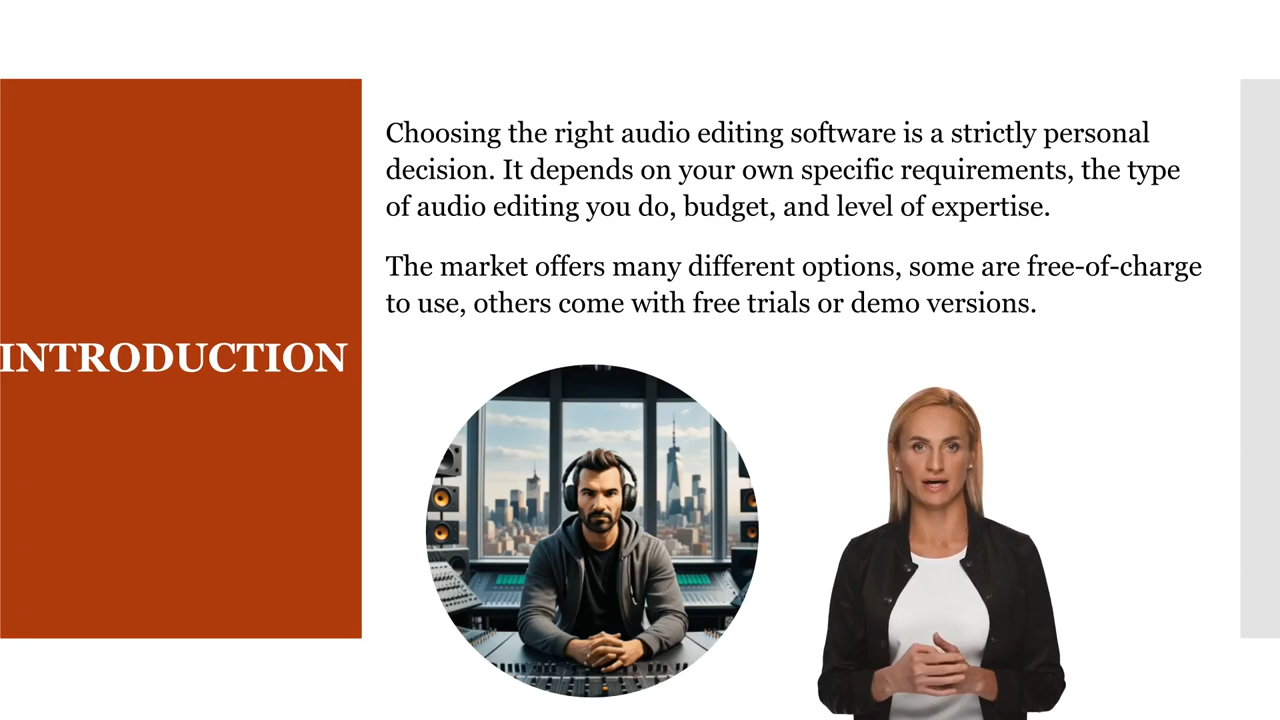 INTRODUCTION
Choosing the right audio editing software is a strictly personal
decision. It depends on your own specific requirements, the type
of audio editing you do, budget, and level of expertise.
The market offers many different options, some are free-of-charge
to use, others come with free trials or demo versions.